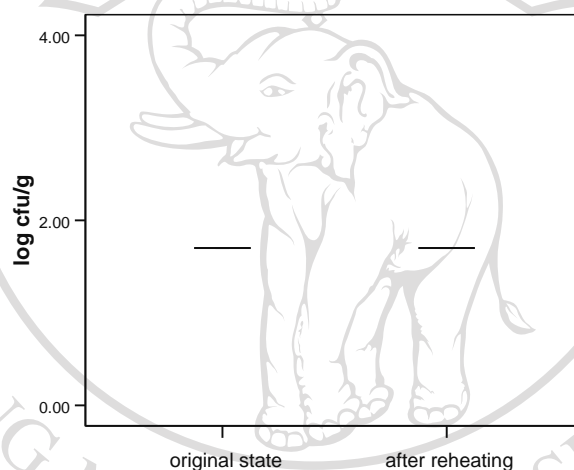 4.00
log cfu/g
2.00
0.00
original state
after reheating